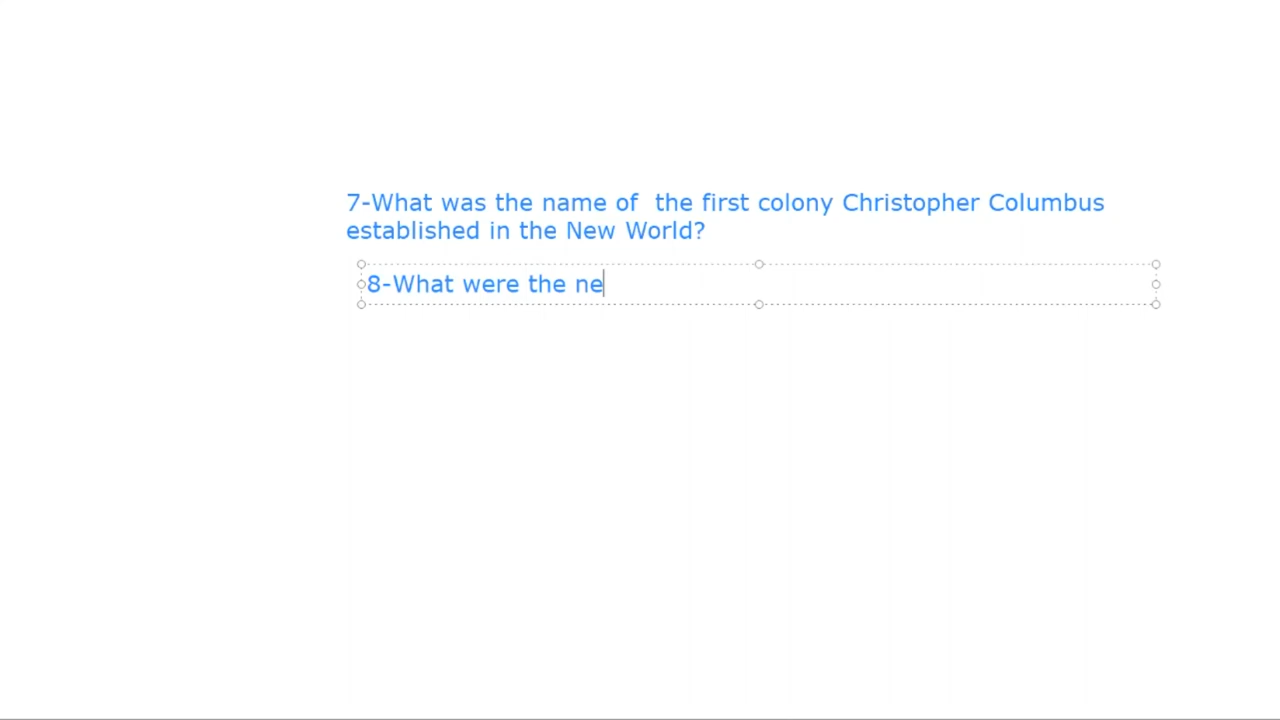 7-What was the name of  the first colony Christopher Columbus
established in the New World?
8-What were the ne